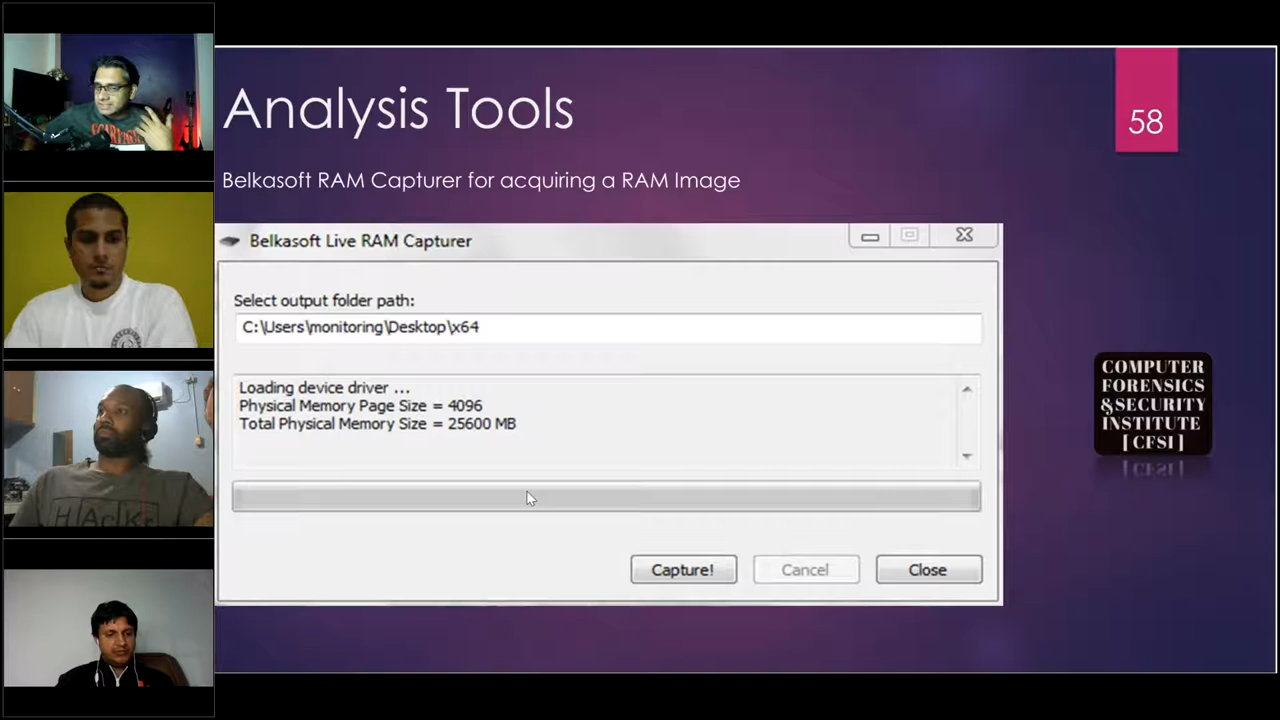 Analysis Tools
58
Belkasoft RAM Capturer for acquiring a RAM Image
Belkasoft Live RAM Capturer
Select output folder path:
C:\Users\monitoring\Desktop\x64
Loading device driver ...
Physical Memory Page Size = 4096
Total Physical Memory Size = 25600 MB
Capture!
Cancel
Close
COMPUTER
FORENSICS
&SECURITY
INSTITUTE
[ CFSI ]